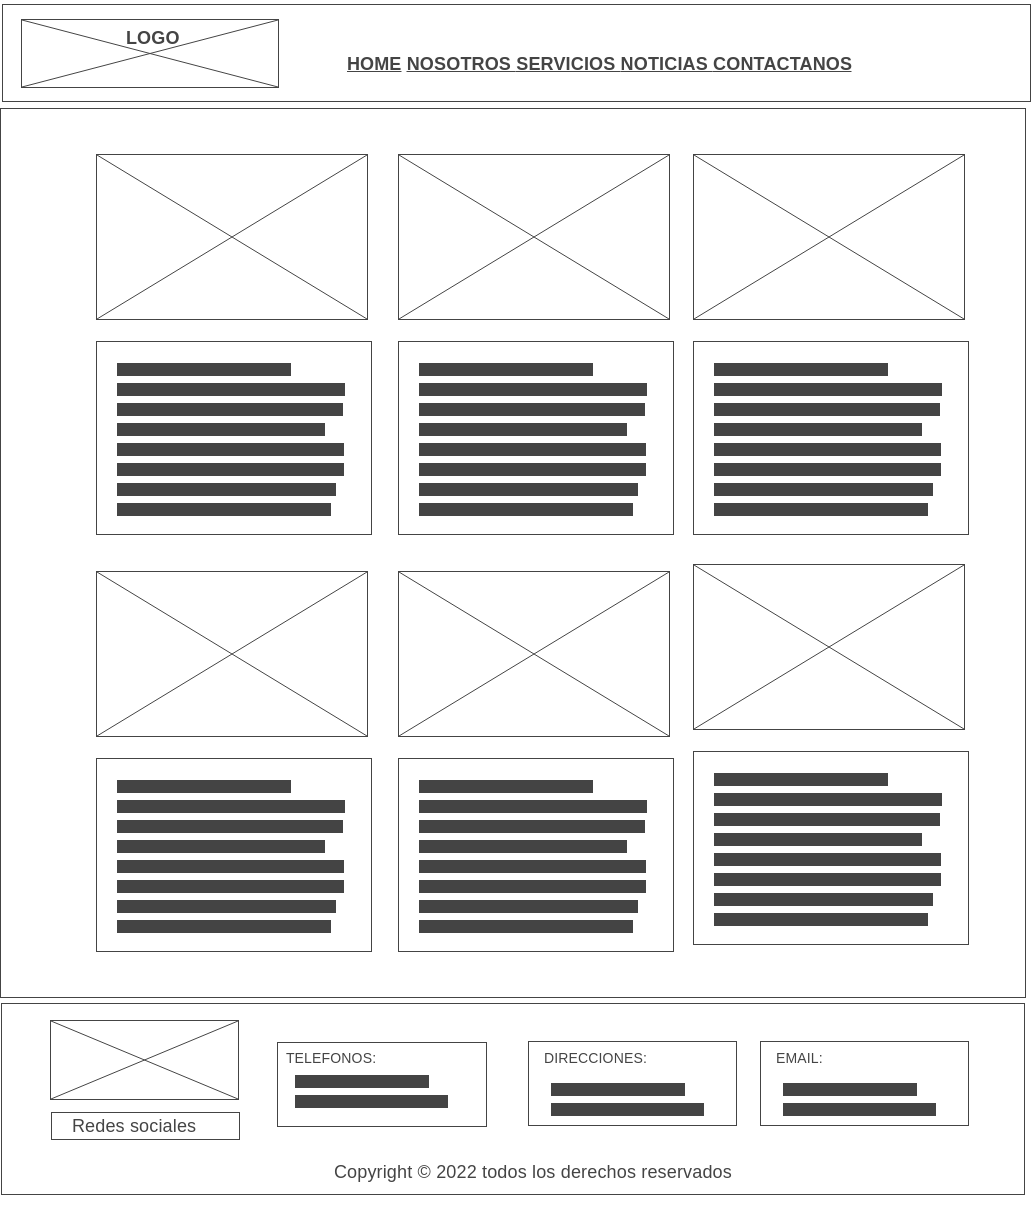 LOGO
HOME NOSOTROS SERVICIOS NOTICIAS CONTACTANOS
TELEFONOS:
DIRECCIONES:
EMAIL:
Redes sociales
Copyright © 2022 todos los derechos reservados